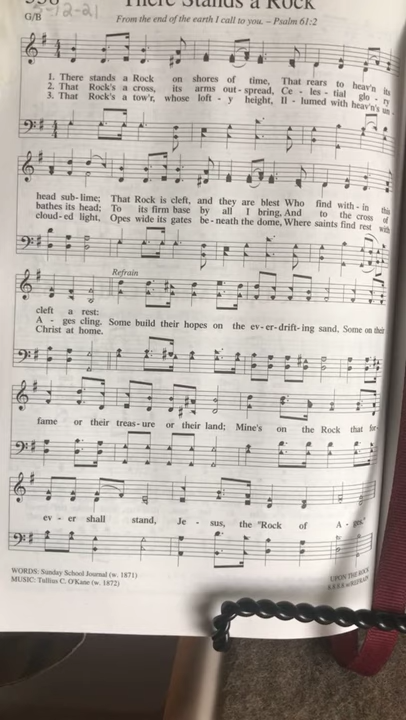 There Stands a Rock
G/B 5-12-21
From the end of the earth I call to you. – Psalm 61:2
1. There stands a Rock on shores of time, That rears to heav'n its
2. That Rock's a cross, its arms out - spread, Ce - les - tial glo - ry
3. That Rock's a tow'r, whose loft - y height, Il - lumed with heav'n's un -
head sub-lime; That Rock is cleft, and they are blest Who find with - in this
bathes its head; To its firm base by all I bring, And to the cross of
cloud-ed light, Opes wide its gates be-neath the dome, Where saints find rest with
Refrain
cleft a rest:
A - ges cling. Some build their hopes on the ev-er-drift-ing sand, Some on their
Christ at home.
fame or their treas-ure or their land; Mine's on the Rock that for-
ev - er shall stand, Je - sus, the "Rock of A - ges."
WORDS: Sunday School Journal (w. 1871)
MUSIC: Tullius C. O'Kane (w. 1872)
UPON THE ROCK